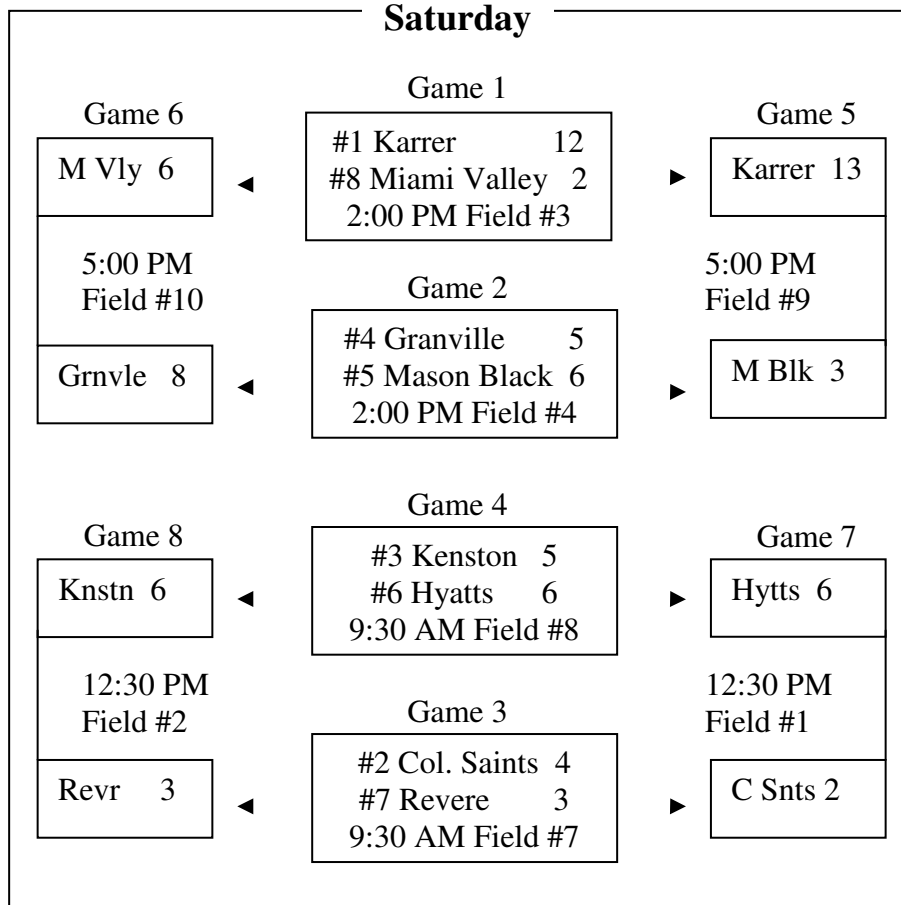 Saturday
Game 1
Game 6
Game 5
#1 Karrer 12
#8 Miami Valley 2
2:00 PM Field #3
M Vly 6
Karrer 13
5:00 PM
Field #10
5:00 PM
Field #9
Game 2
#4 Granville 5
#5 Mason Black 6
2:00 PM Field #4
Grnvle 8
M Blk 3
Game 4
Game 8
Game 7
#3 Kenston 5
#6 Hyatts 6
9:30 AM Field #8
Knstn 6
Hytts 6
12:30 PM
Field #2
12:30 PM
Field #1
Game 3
#2 Col. Saints 4
#7 Revere 3
9:30 AM Field #7
Revr 3
C Snts 2